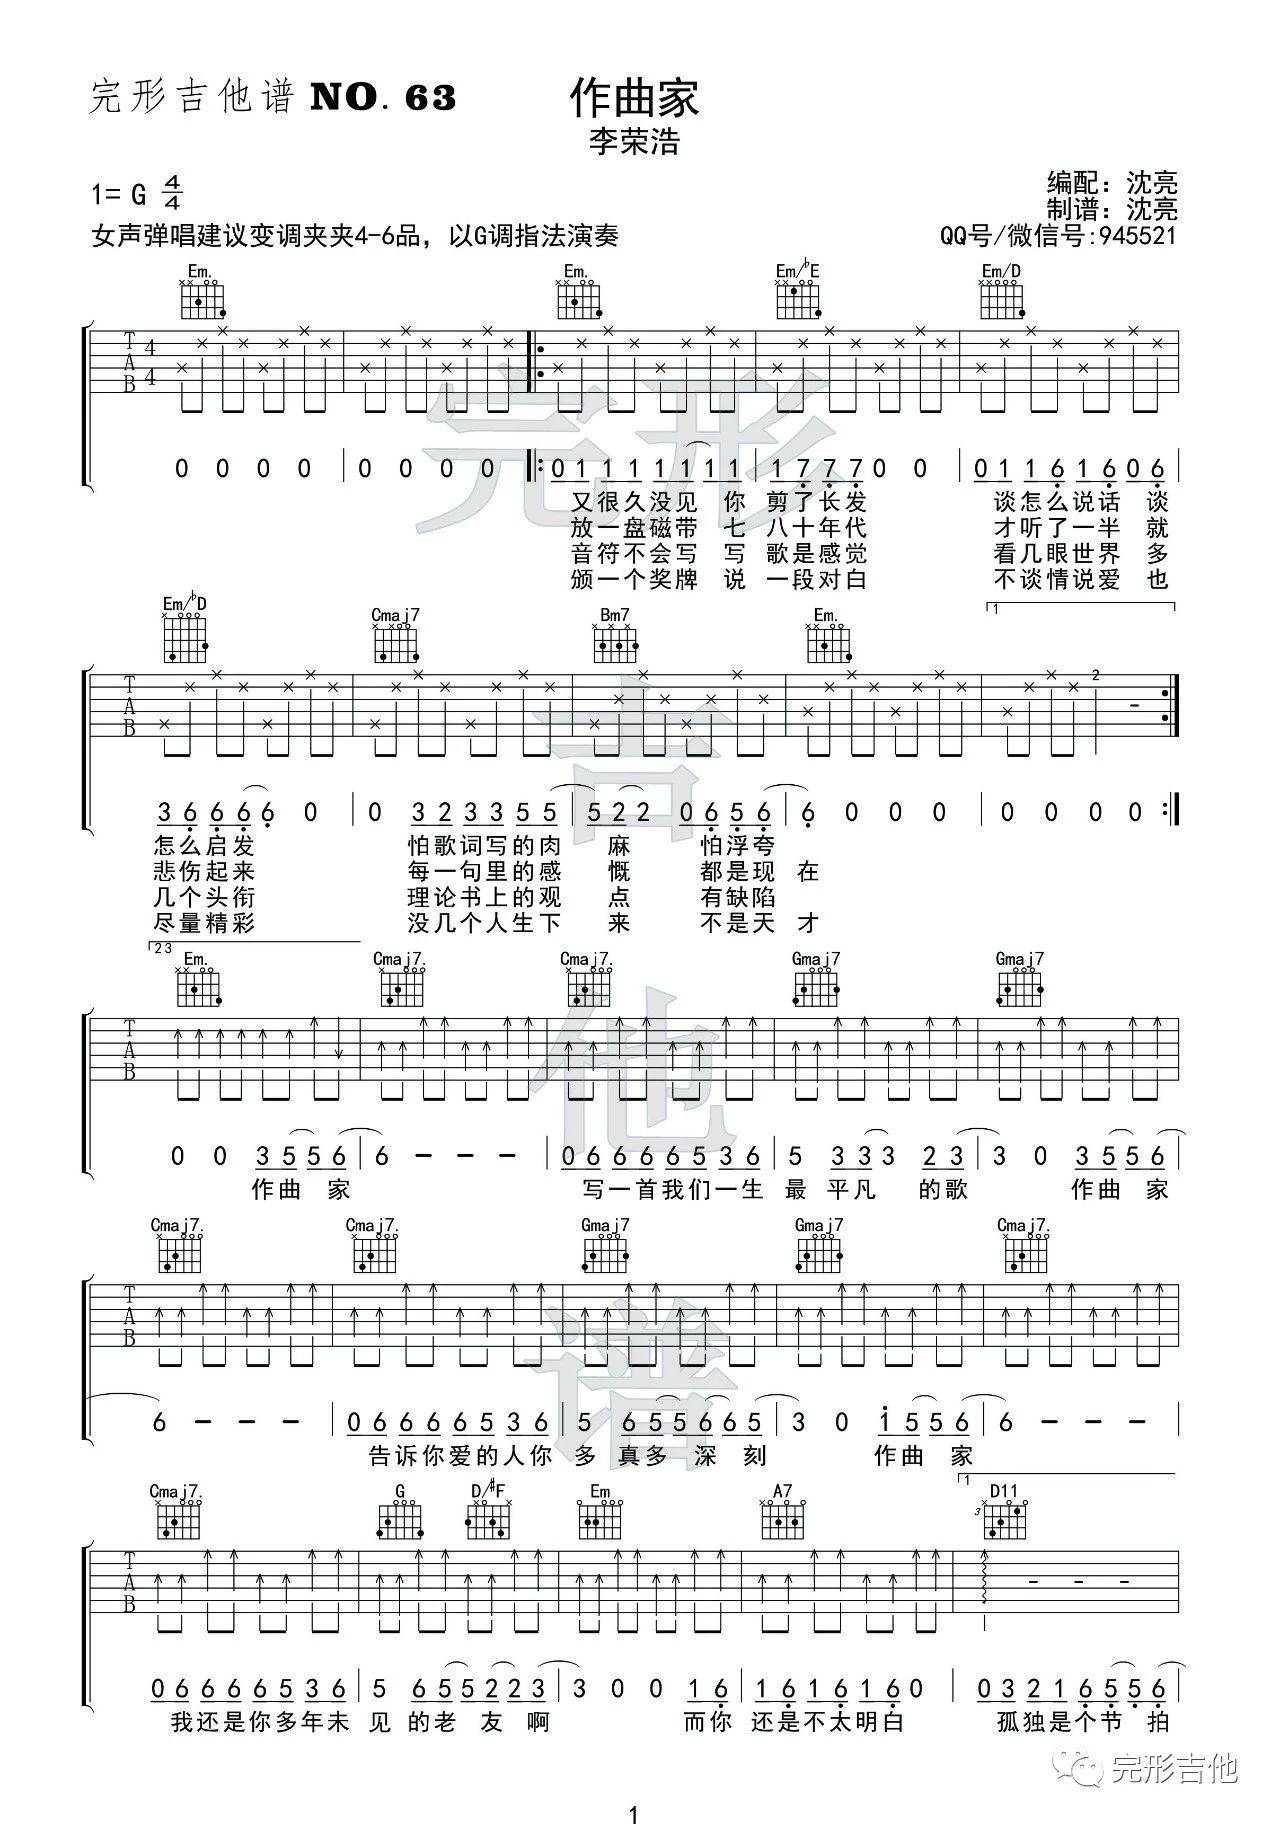 完形吉他谱 NO. 63
作曲家
李荣浩
1= G 4/4
编配: 沈亮
制谱: 沈亮
女声弹唱建议变调夹夹4-6品, 以G调指法演奏
QQ号/微信号:945521
Em. Em. Em/♭E Em/D
T A B 4 4
0 0 0 0 | 0 0 0 0 |: 0 1 1 1 1 1 1 1 | 1 7 7 7 0 0 | 0 1 1 6 1 6 0 6
又很久没见 你 剪了长发 谈怎么说话 谈
放一盘磁带 七 八十年代 才听了一半 就
音符不会写 写 歌是感觉 看几眼世界 多
颁一个奖牌 说 一段对白 不谈情说爱 也
Em/♭D Cmaj7 Bm7 Em. 1
T A B 2 -
3 6 6 6 6 0 | 0 3 2 3 3 5 5 | 5 2 2 0 6 5 6 | 6 0 0 0 | 0 0 0 0 :|
怎么启发 怕歌词写的肉 麻 怕浮夸
悲伤起来 每一句里的感 慨 都是现 在
几个头衔 理论书上的观 点 有缺陷
尽量精彩 没几个人生下 来 不是天 才
23 Em. Cmaj7. Cmaj7. Gmaj7 Gmaj7
T A B
0 0 3 5 5 6 | 6 - - - | 0 6 6 6 6 5 3 6 | 5 3 3 3 2 3 | 3 0 3 5 5 6 |
作曲 家 写一首我们一生 最 平凡 的歌 作曲 家
Cmaj7. Cmaj7. Gmaj7 Gmaj7 Cmaj7.
T A B
6 - - - | 0 6 6 6 6 5 3 6 | 5 6 5 5 6 6 5 | 3 0 1 5 5 6 | 6 - - - |
告诉你爱的人你 多 真多 深 刻 作曲 家
Cmaj7. G D/♯F Em A7 1 3 D11
T A B - - -
0 6 6 6 6 5 3 6 | 5 6 5 5 2 2 3 | 3 0 0 1 6 | 1 6 1 6 1 6 0 | 0 3 2 1 6 5 5 6 |
我还是你多年未 见 的老 友 啊 而你 还是不太明白 孤独是个节 拍
完形吉他谱
完形吉他
1